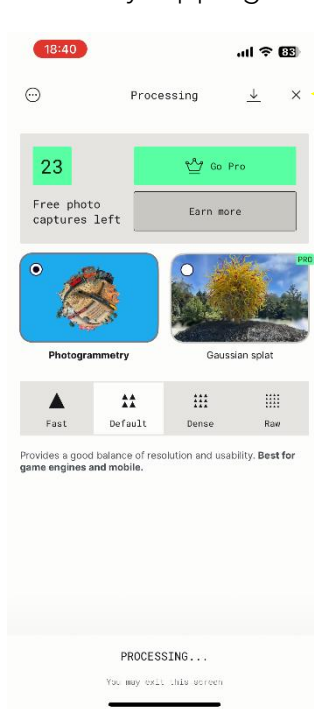 18:40
83
Processing
23
Go Pro
Free photo
captures left
Earn more
PRO
Photogrammetry
Gaussian splat
Fast
Default
Dense
Raw
Provides a good balance of resolution and usability. Best for
game engines and mobile.
PROCESSING...
You may exit this screen